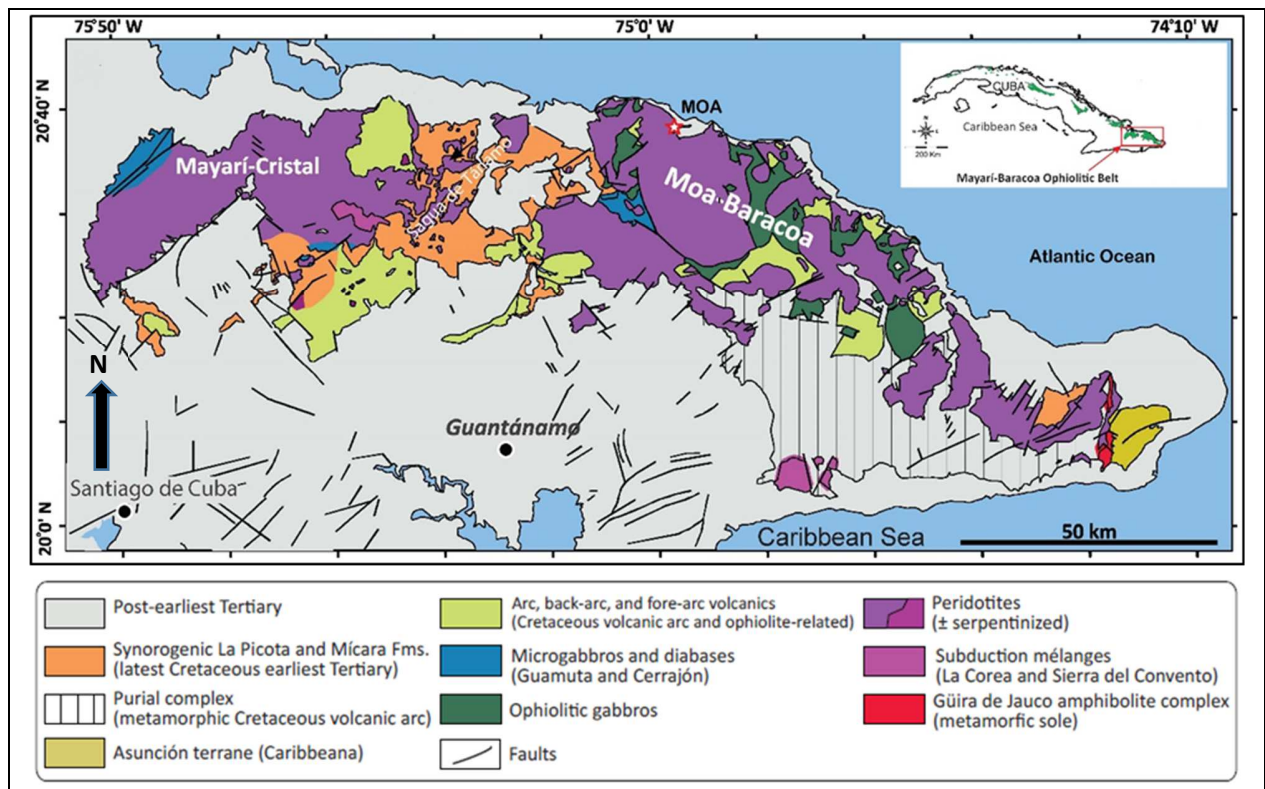 75°50' W
75°0' W
74°10' W
20°40' N
20°0' N
MOA
CUBA
Caribbean Sea
N
200 Km
Mayarí-Baracoa Ophiolitic Belt
Mayarí-Cristal
Sagua de Tánamo
Moa-Baracoa
Atlantic Ocean
N
Guantánamo
Santiago de Cuba
Caribbean Sea
50 km
Post-earliest Tertiary
Synorogenic La Picota and Mícara Fms.
(latest Cretaceous earliest Tertiary)
Purial complex
(metamorphic Cretaceous volcanic arc)
Asunción terrane (Caribbeana)
Arc, back-arc, and fore-arc volcanics
(Cretaceous volcanic arc and ophiolite-related)
Microgabbros and diabases
(Guamuta and Cerrajón)
Ophiolitic gabbros
Faults
Peridotites
(± serpentinized)
Subduction mélanges
(La Corea and Sierra del Convento)
Güira de Jauco amphibolite complex
(metamorfic sole)